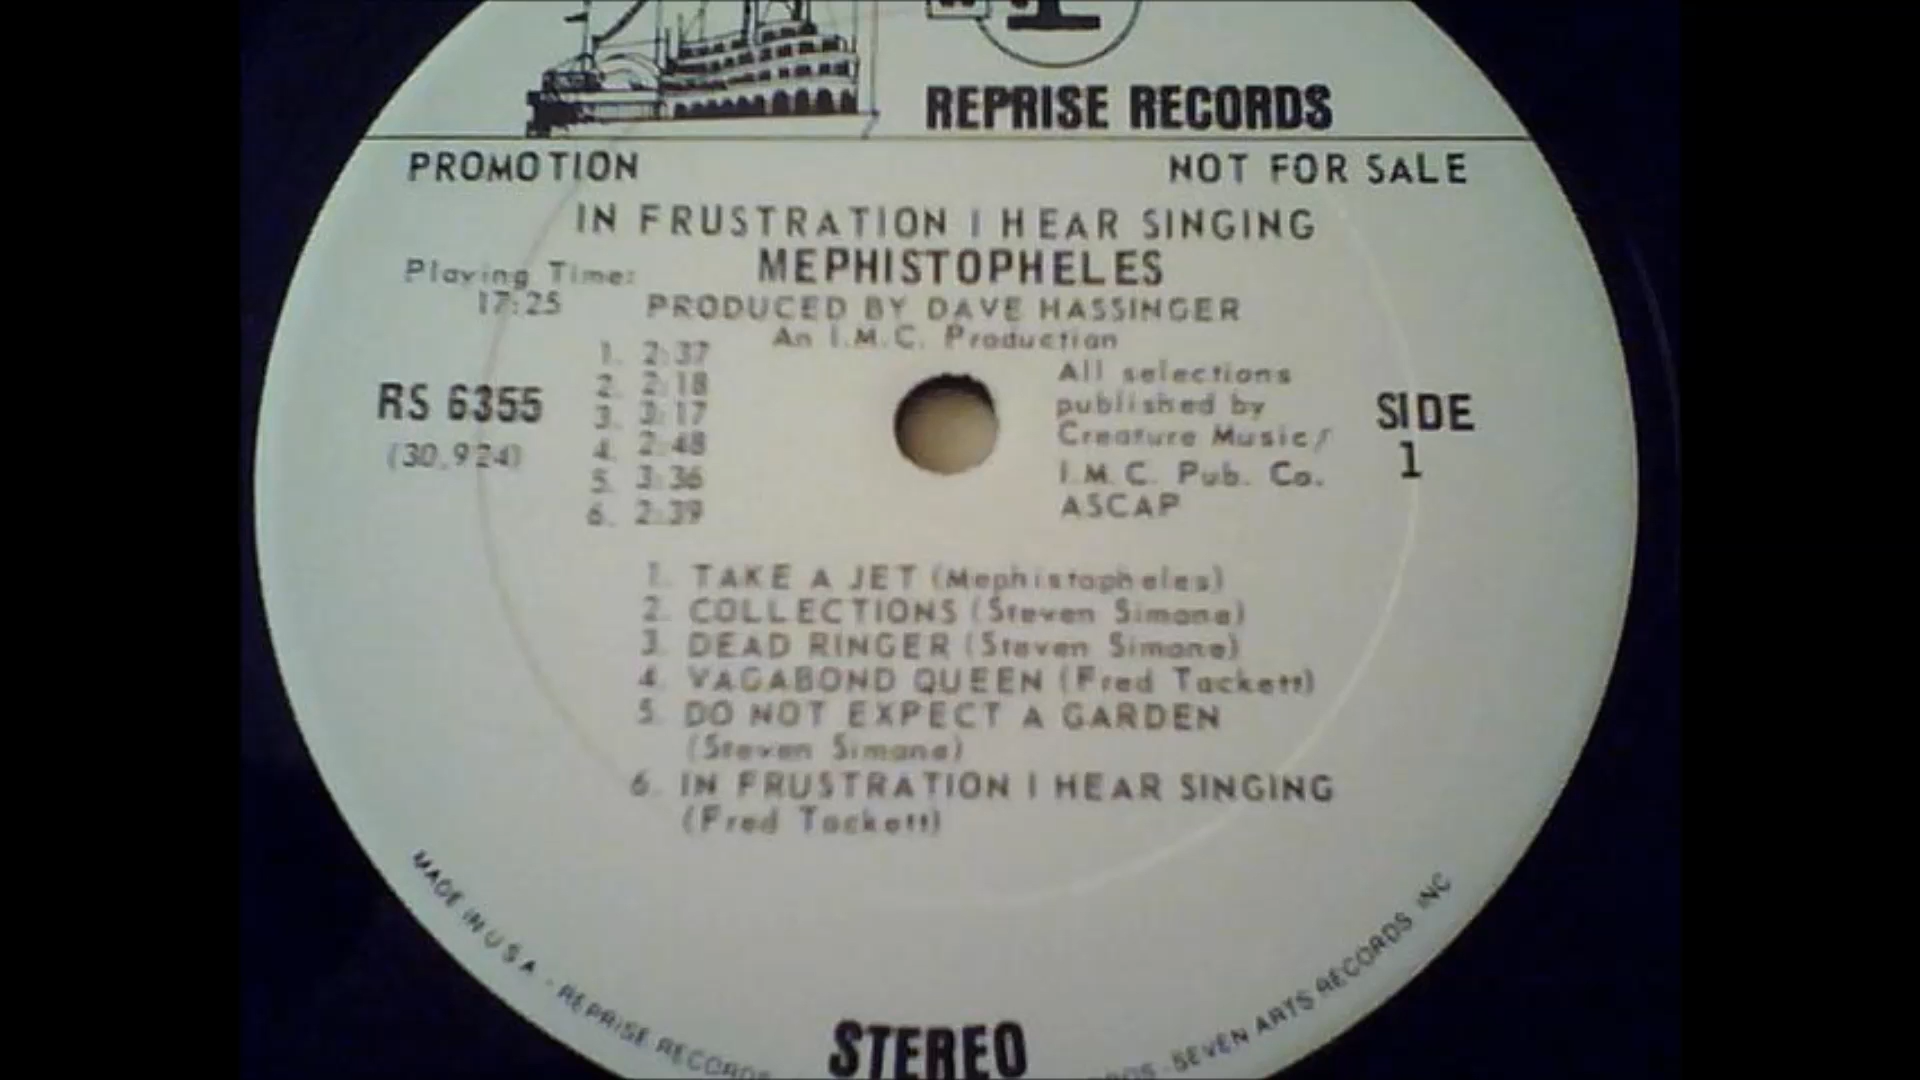 REPRISE RECORDS
PROMOTION NOT FOR SALE
IN FRUSTRATION I HEAR SINGING
MEPHISTOPHELES
Playing Time:
17:25
PRODUCED BY DAVE HASSINGER
An I.M.C. Production
1. 2:37
2. 2:18
3. 3:17
4. 2:48
5. 3:36
6. 2:39
RS 6355
(30,924)
All selections
published by
Creature Music/
I.M.C. Pub. Co.
ASCAP
SIDE
1
1. TAKE A JET (Mephistopheles)
2. COLLECTIONS (Steven Simone)
3. DEAD RINGER (Steven Simone)
4. VAGABOND QUEEN (Fred Tackett)
5. DO NOT EXPECT A GARDEN
(Steven Simone)
6. IN FRUSTRATION I HEAR SINGING
(Fred Tackett)
MADE IN U.S.A. - REPRISE RECORDS
SEVEN ARTS RECORDS INC
STEREO